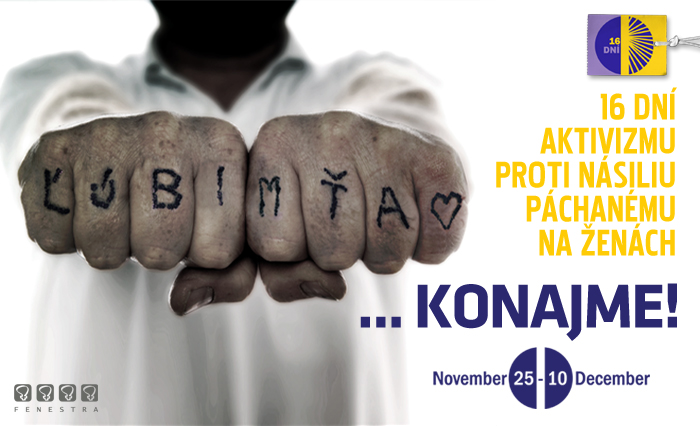 16
DNÍ
16 DNÍ
AKTIVIZMU
PROTI NÁSILIU
PÁCHANÉMU
NA ŽENÁCH
ĽÚBIM ŤA
... KONAJME!
November 25 - 10 December
FENESTRA